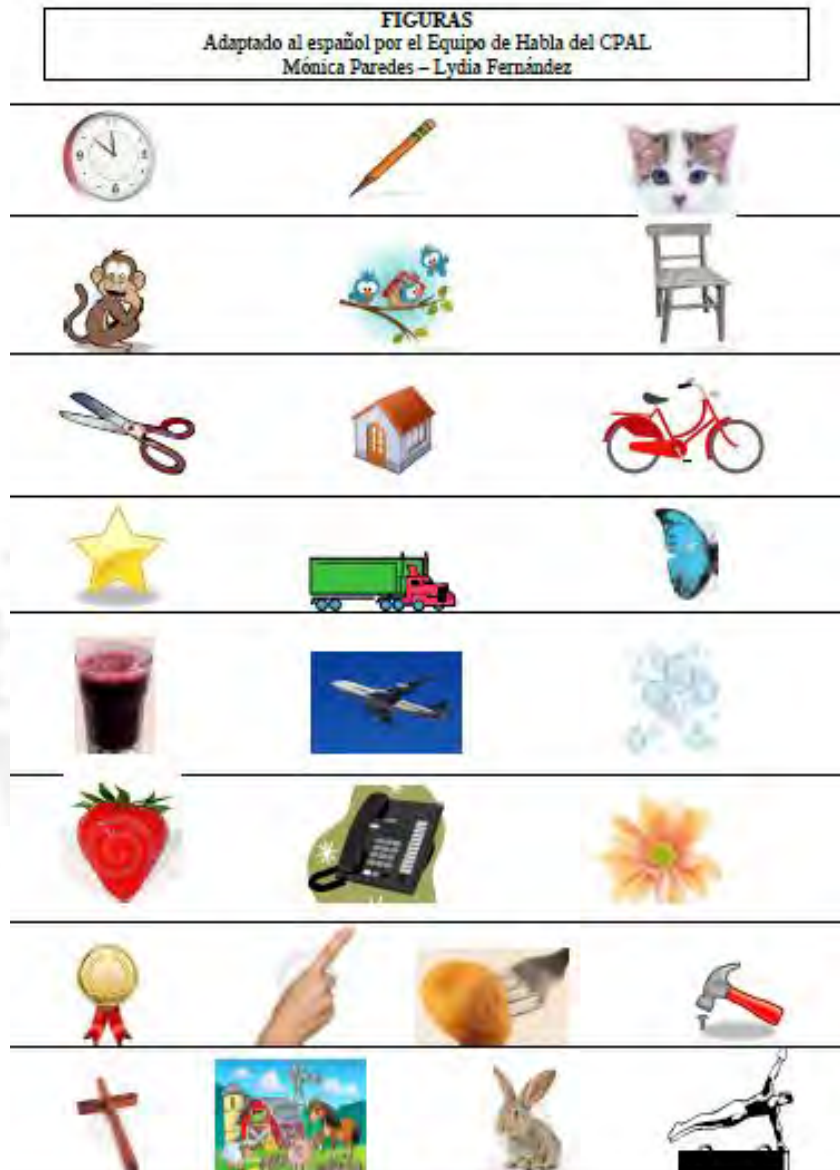 FIGURAS
Adaptado al español por el Equipo de Habla del CPAL
Mónica Paredes – Lydia Fernández